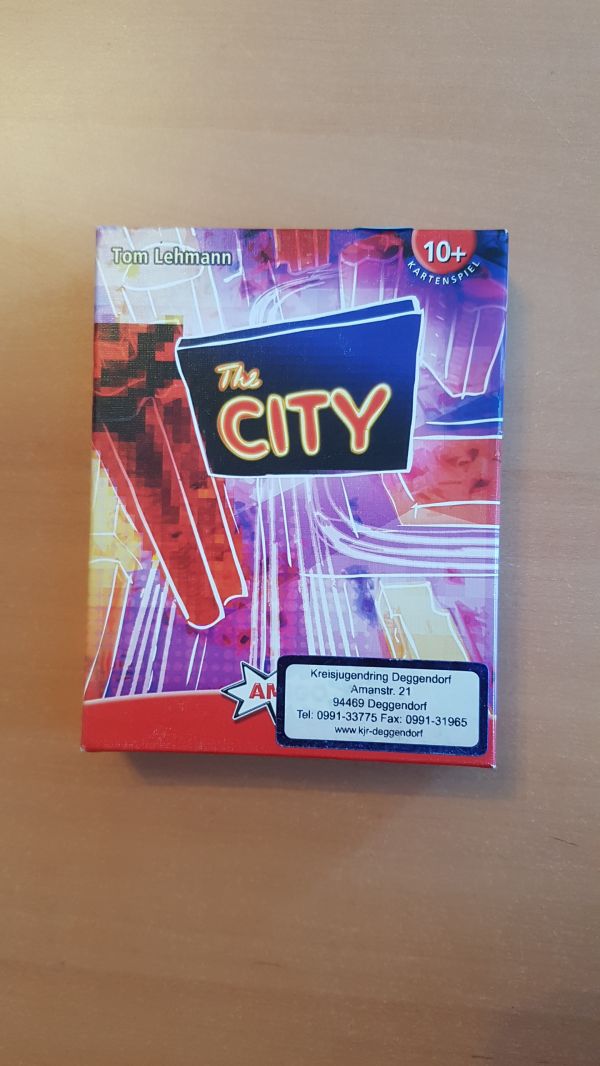 Tom Lehmann
10+
KARTENSPIEL
The
CITY
Kreisjugendring Deggendorf
Amanstr. 21
94469 Deggendorf
Tel: 0991-33775 Fax: 0991-31965
www.kjr-deggendorf